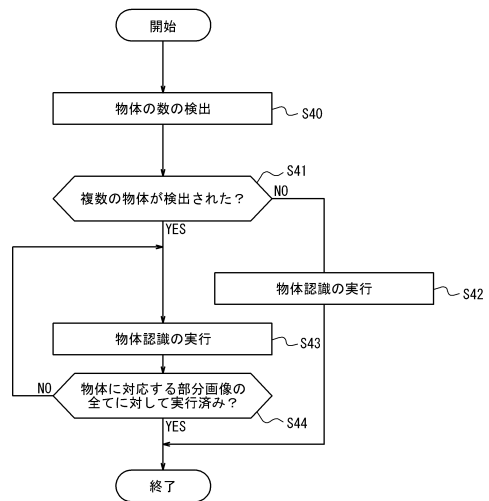 開始
物体の数の検出
S40
複数の物体が検出された?
S41
NO
YES
物体認識の実行
S42
物体認識の実行
S43
物体に対応する部分画像の
全てに対して実行済み?
NO
S44
YES
終了